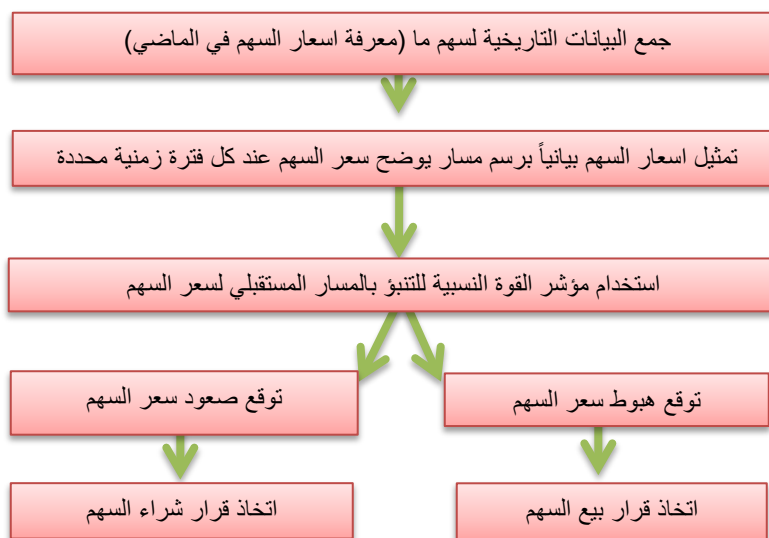 جمع البيانات التاريخية لسهم ما (معرفة اسعار السهم في الماضي)
تمثيل اسعار السهم بيانياً برسم مسار يوضح سعر السهم عند كل فترة زمنية محددة
استخدام مؤشر القوة النسبية للتنبؤ بالمسار المستقبلي لسعر السهم
توقع هبوط سعر السهم
توقع صعود سعر السهم
اتخاذ قرار بيع السهم
اتخاذ قرار شراء السهم